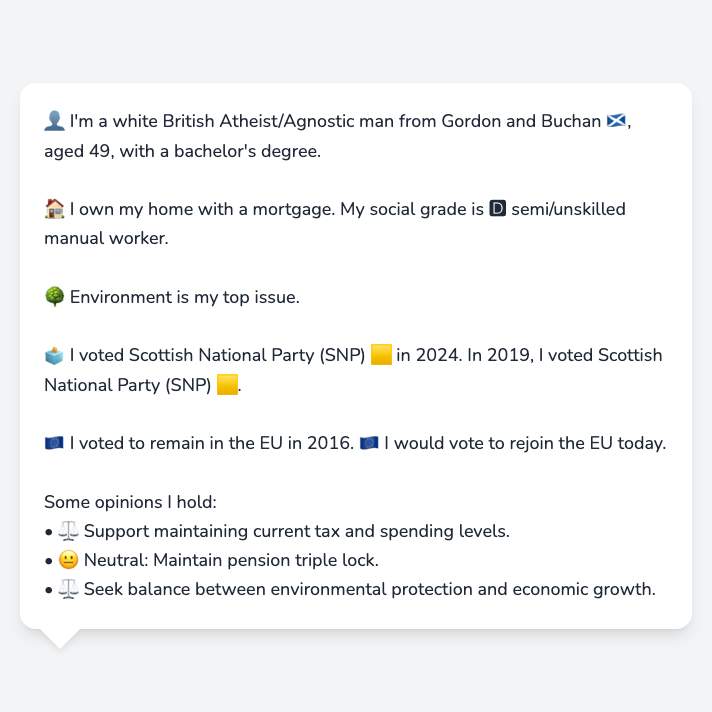 👤 I'm a white British Atheist/Agnostic man from Gordon and Buchan 🏴󠁧󠁢󠁳󠁣󠁴󠁿,
aged 49, with a bachelor's degree.
🏠 I own my home with a mortgage. My social grade is 🅳 semi/unskilled
manual worker.
🌳 Environment is my top issue.
🗳️ I voted Scottish National Party (SNP) 🟨 in 2024. In 2019, I voted Scottish
National Party (SNP) 🟨.
🇪🇺 I voted to remain in the EU in 2016. 🇪🇺 I would vote to rejoin the EU today.
Some opinions I hold:
• ⚖️ Support maintaining current tax and spending levels.
• 😐 Neutral: Maintain pension triple lock.
• ⚖️ Seek balance between environmental protection and economic growth.